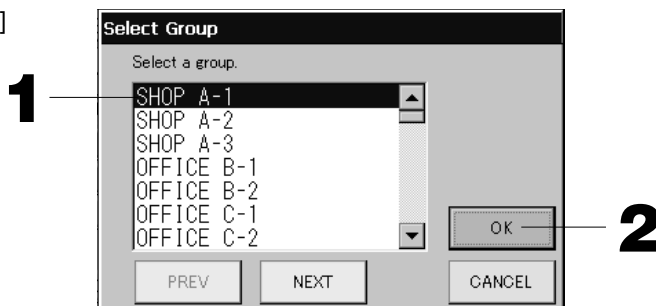 ]
Select Group
Select a group.
1
SHOP A-1
SHOP A-2
SHOP A-3
OFFICE B-1
OFFICE B-2
OFFICE C-1
OFFICE C-2
OK
2
PREV
NEXT
CANCEL